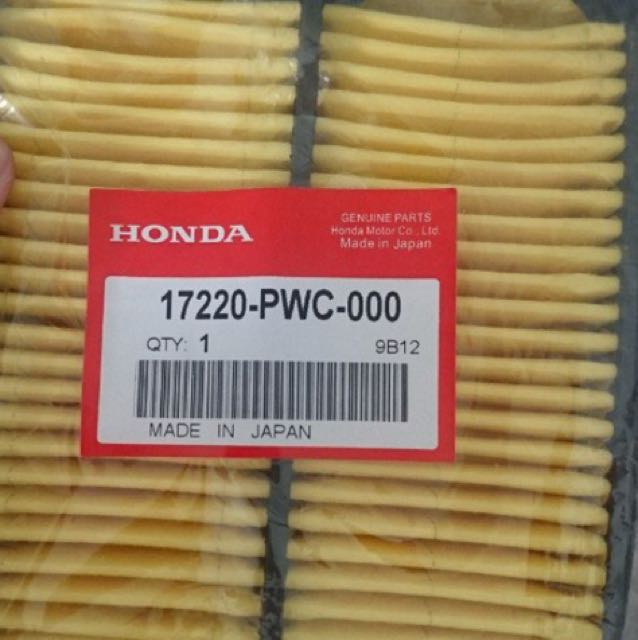 HONDA
GENUINE PARTS
Honda Motor Co., Ltd.
Made in Japan
17220-PWC-000
QTY: 1
9B12
MADE IN JAPAN